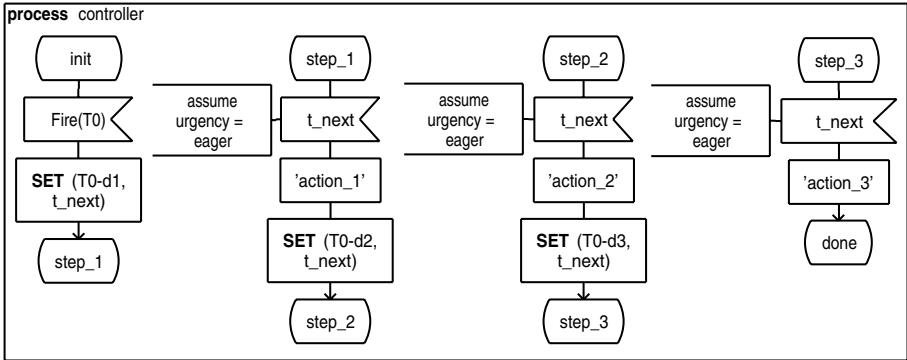 process controller
init
Fire(T0)
SET (T0-d1,
t_next)
step_1
step_1
assume
urgency =
eager
t_next
'action_1'
SET (T0-d2,
t_next)
step_2
step_2
assume
urgency =
eager
t_next
'action_2'
SET (T0-d3,
t_next)
step_3
step_3
assume
urgency =
eager
t_next
'action_3'
done